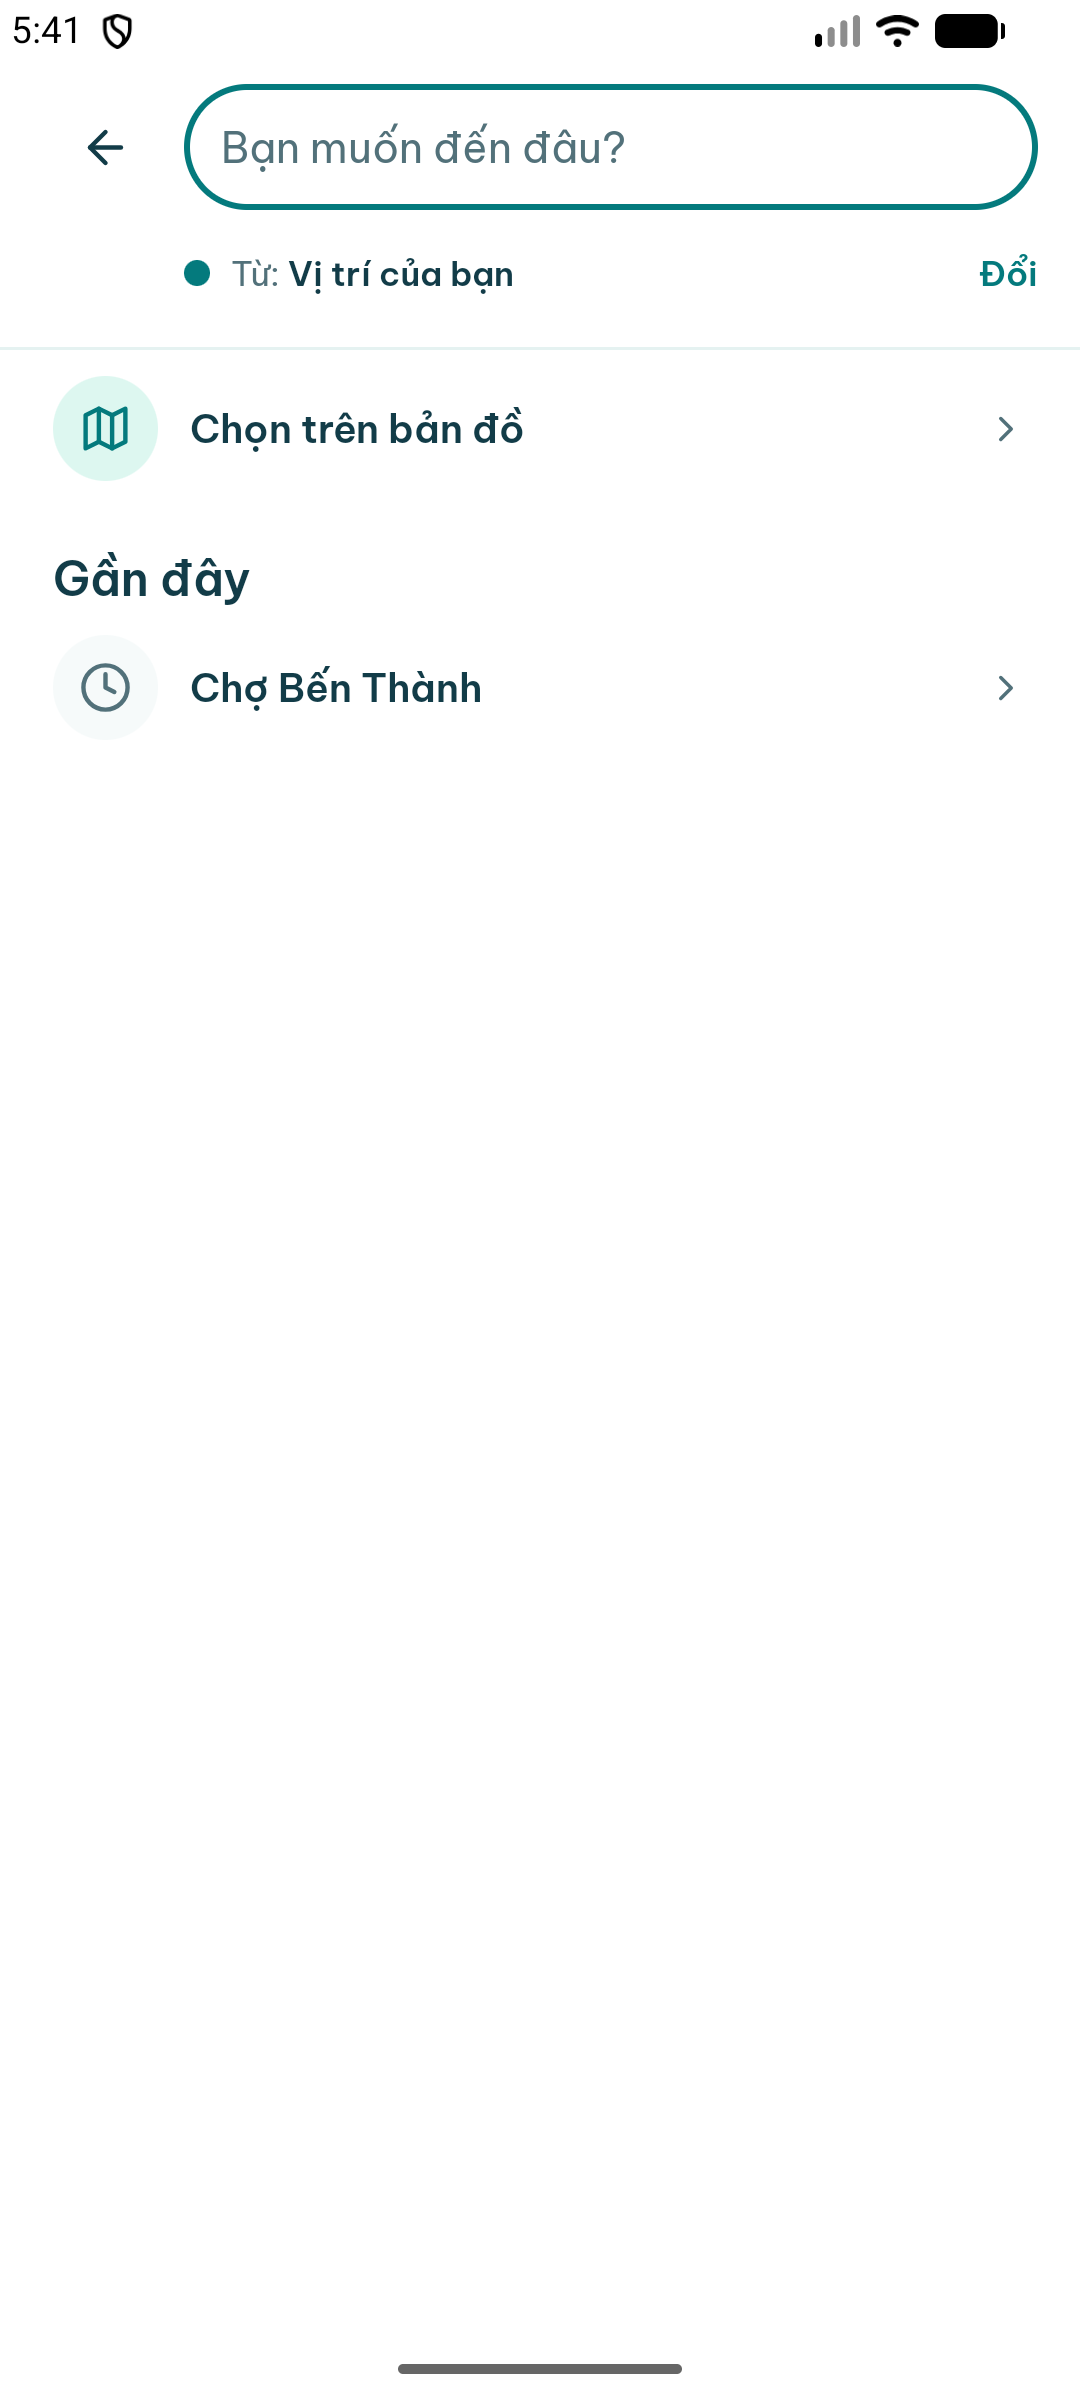 5:41
Bạn muốn đến đâu?
Từ: Vị trí của bạn
Đổi
Chọn trên bản đồ
Gần đây
Chợ Bến Thành